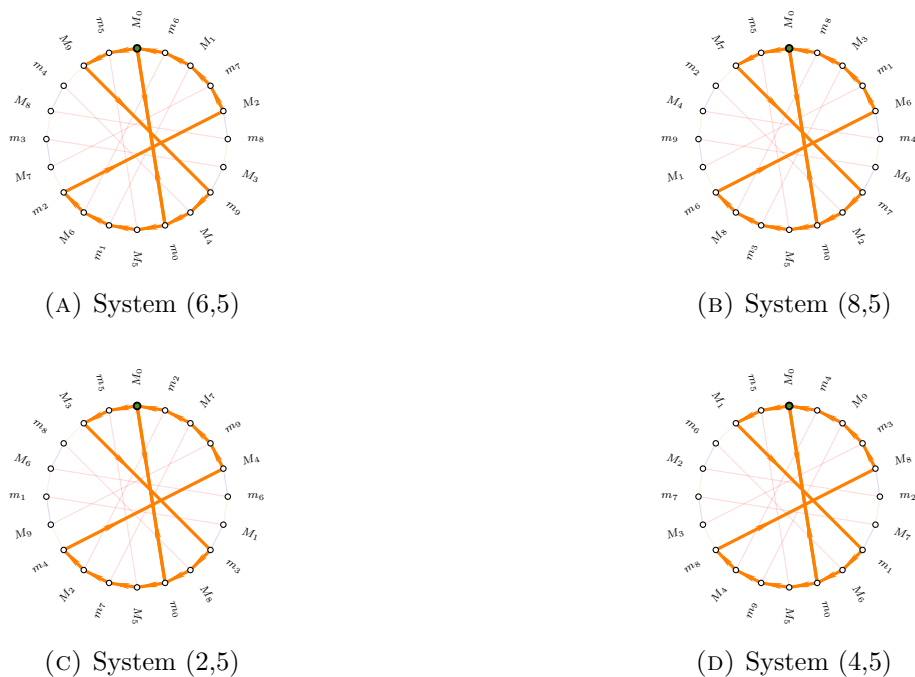 M₀
m₆
M₁
m₇
M₂
m₈
M₃
m₉
M₄
m₀
M₅
m₁
M₆
m₂
M₇
m₃
M₈
m₄
M₉
m₅
(A) System (6,5)
M₀
m₈
M₃
m₁
M₆
m₄
M₉
m₇
M₂
m₀
M₅
m₃
M₈
m₆
M₁
m₉
M₄
m₂
M₇
m₅
(B) System (8,5)
M₀
m₂
M₇
m₉
M₄
m₆
M₁
m₃
M₈
m₀
M₅
m₇
M₂
m₄
M₉
m₁
M₆
m₈
M₃
m₅
(C) System (2,5)
M₀
m₄
M₉
m₃
M₈
m₂
M₇
m₁
M₆
m₀
M₅
m₉
M₄
m₈
M₃
m₇
M₂
m₆
M₁
m₅
(D) System (4,5)